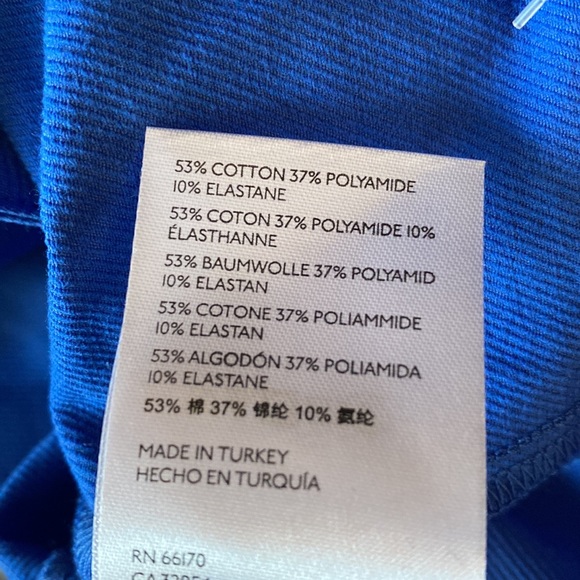 53% COTTON 37% POLYAMIDE
10% ELASTANE
53% COTON 37% POLYAMIDE 10%
ÉLASTHANNE
53% BAUMWOLLE 37% POLYAMID
10% ELASTAN
53% COTONE 37% POLIAMMIDE
10% ELASTAN
53% ALGODÓN 37% POLIAMIDA
10% ELASTANE
53% 棉 37% 锦纶 10% 氨纶
MADE IN TURKEY
HECHO EN TURQUÍA
RN 66170